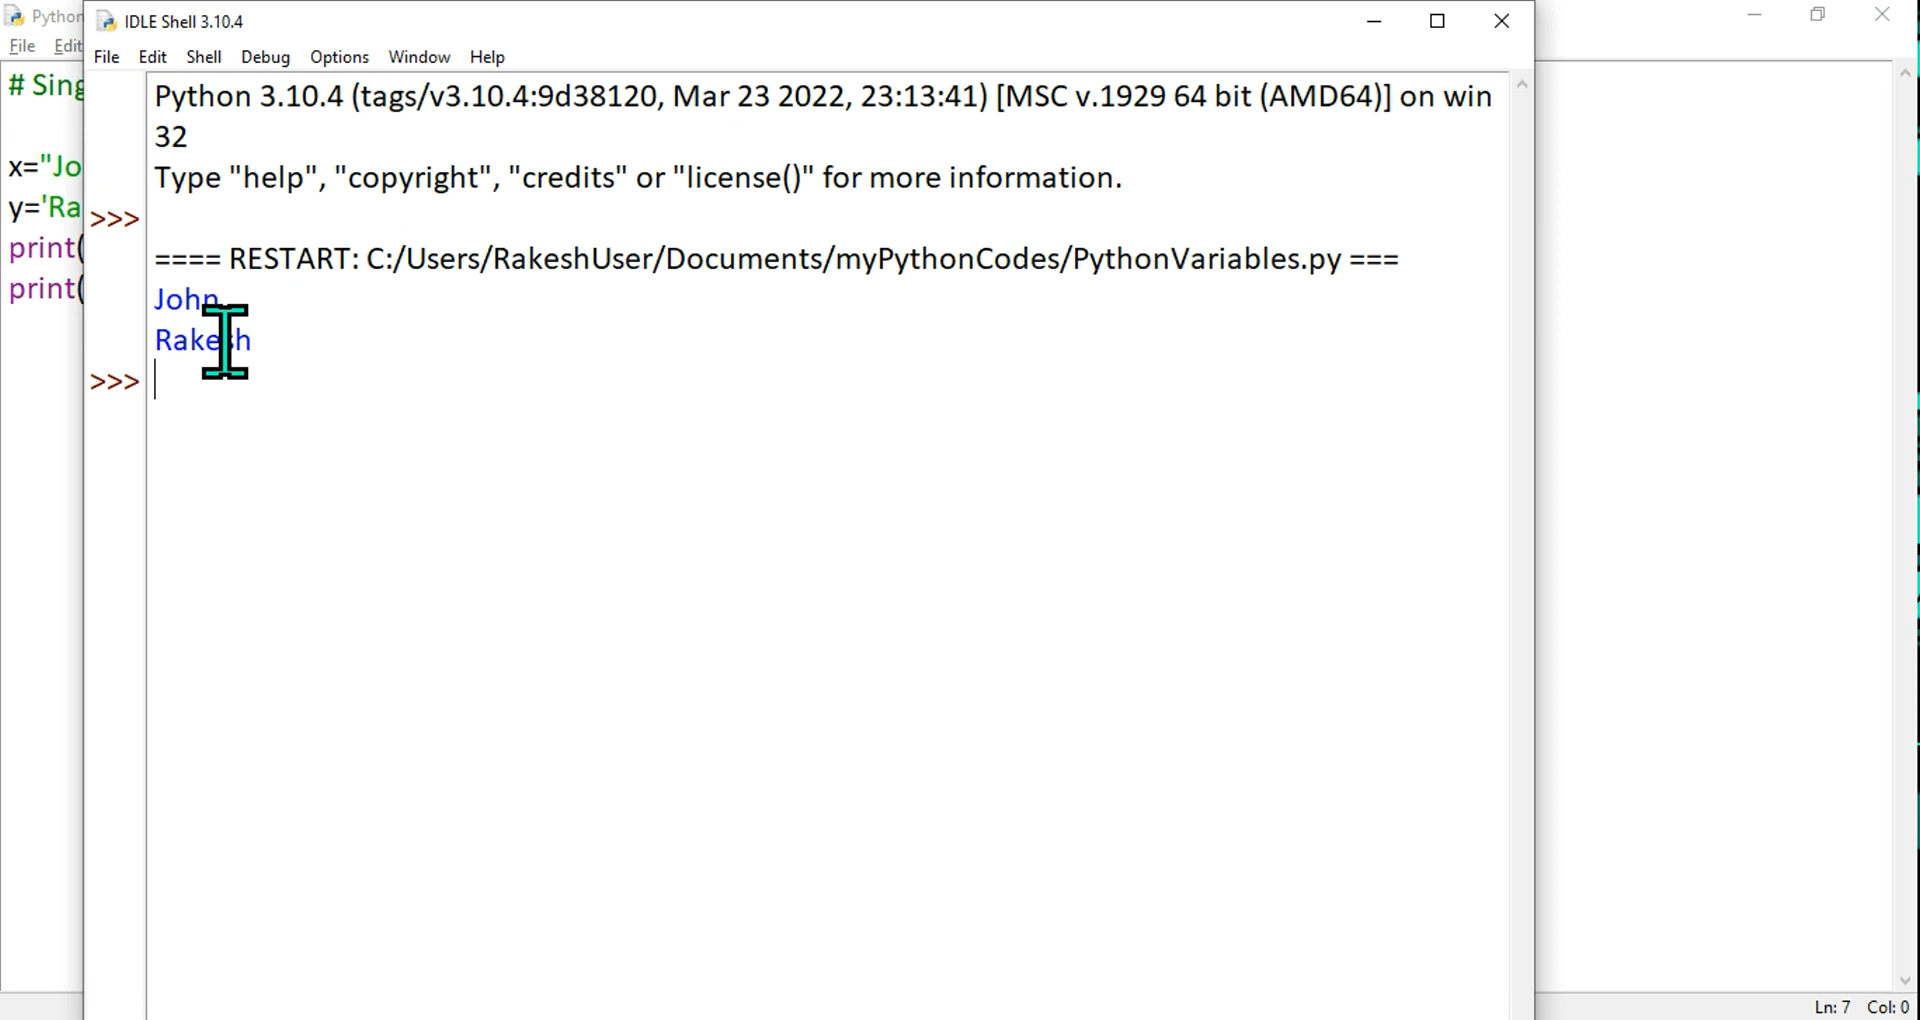 Python
File Edit
# Sing
x="Jo
y='Ra
print(
print(
IDLE Shell 3.10.4
File Edit Shell Debug Options Window Help
Python 3.10.4 (tags/v3.10.4:9d38120, Mar 23 2022, 23:13:41) [MSC v.1929 64 bit (AMD64)] on win
32
Type "help", "copyright", "credits" or "license()" for more information.
>>>
==== RESTART: C:/Users/RakeshUser/Documents/myPythonCodes/PythonVariables.py ===
John
Rakesh
>>>
Ln: 7 Col: 0